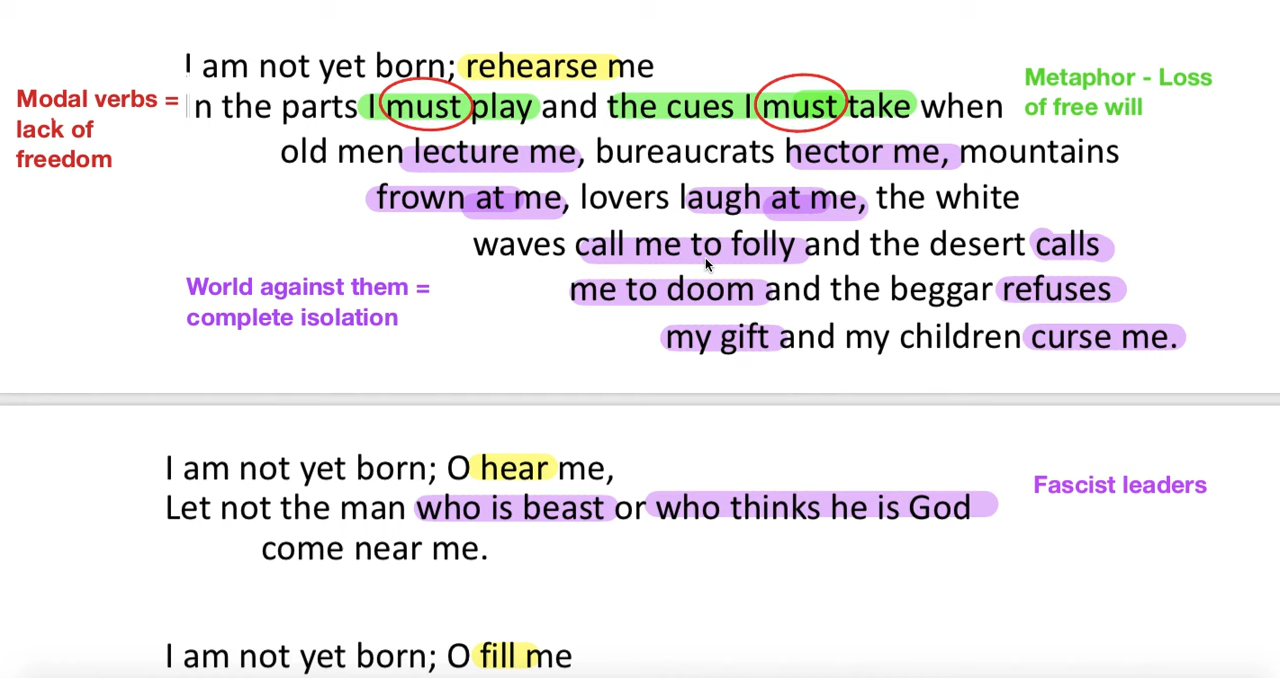 I am not yet born; rehearse me
Modal verbs =
lack of
freedom
In the parts I must play and the cues I must take when
Metaphor - Loss
of free will
old men lecture me, bureaucrats hector me, mountains
frown at me, lovers laugh at me, the white
waves call me to folly and the desert calls
me to doom and the beggar refuses
my gift and my children curse me.
World against them =
complete isolation
I am not yet born; O hear me,
Let not the man who is beast or who thinks he is God
come near me.
Fascist leaders
I am not yet born; O fill me